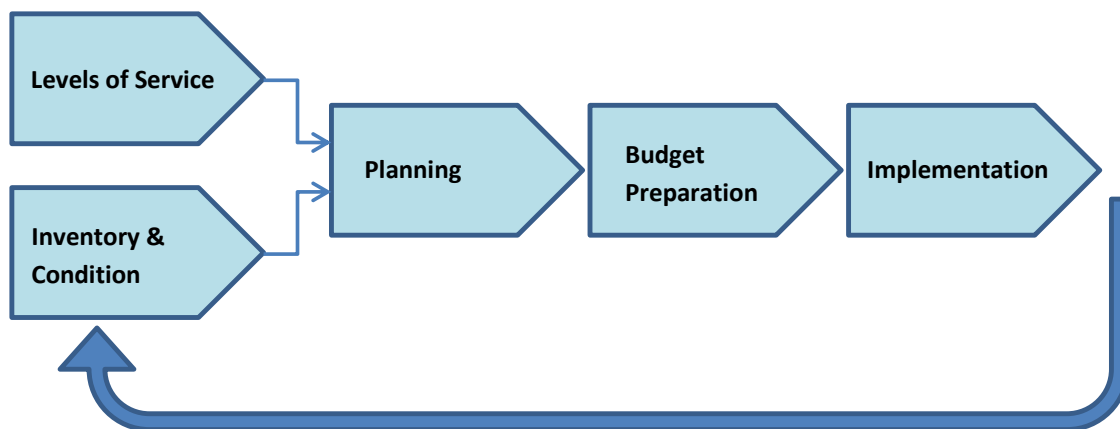 Levels of Service
Inventory &
Condition
Planning
Budget
Preparation
Implementation